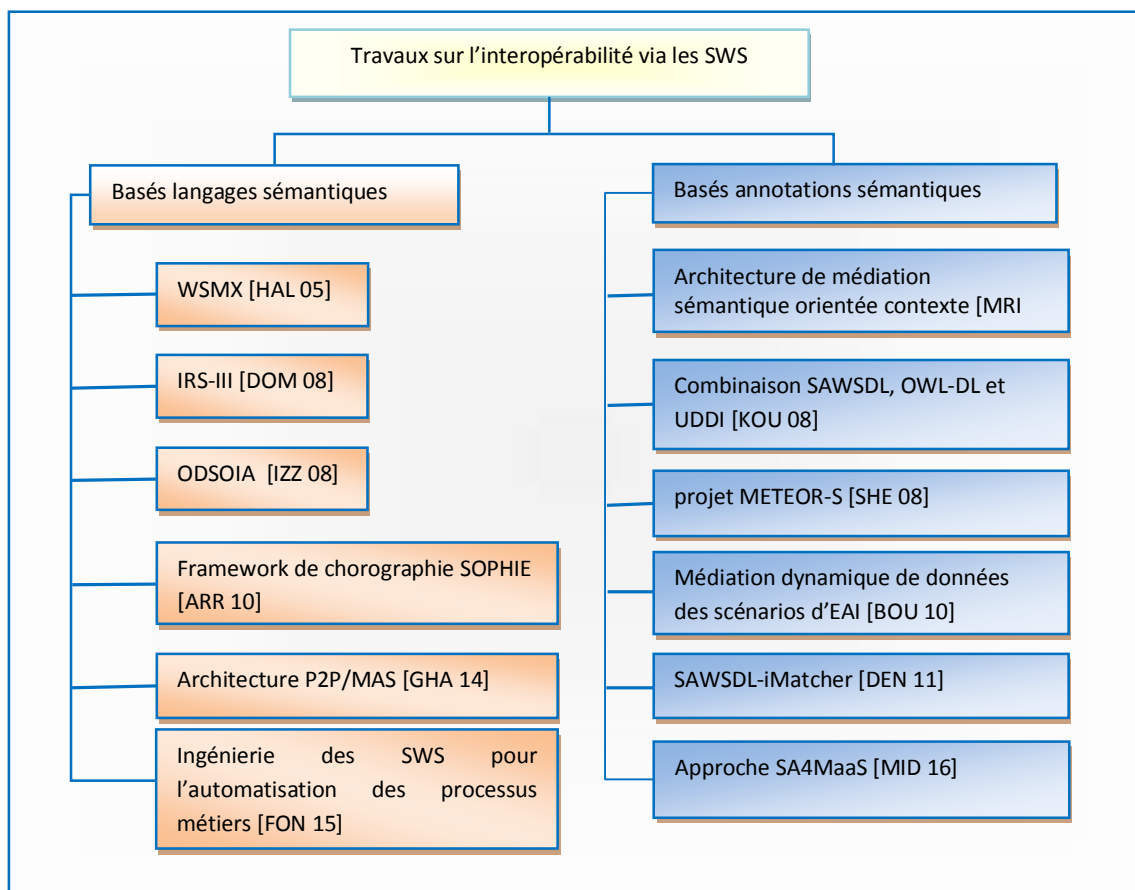 Travaux sur l'interopérabilité via les SWS
Basés langages sémantiques
WSMX [HAL 05]
IRS-III [DOM 08]
ODSOIA [IZZ 08]
Framework de chorographie SOPHIE
[ARR 10]
Architecture P2P/MAS [GHA 14]
Ingénierie des SWS pour
l'automatisation des processus
métiers [FON 15]
Basés annotations sémantiques
Architecture de médiation
sémantique orientée contexte [MRI
Combinaison SAWSDL, OWL-DL et
UDDI [KOU 08]
projet METEOR-S [SHE 08]
Médiation dynamique de données
des scénarios d'EAI [BOU 10]
SAWSDL-iMatcher [DEN 11]
Approche SA4MaaS [MID 16]